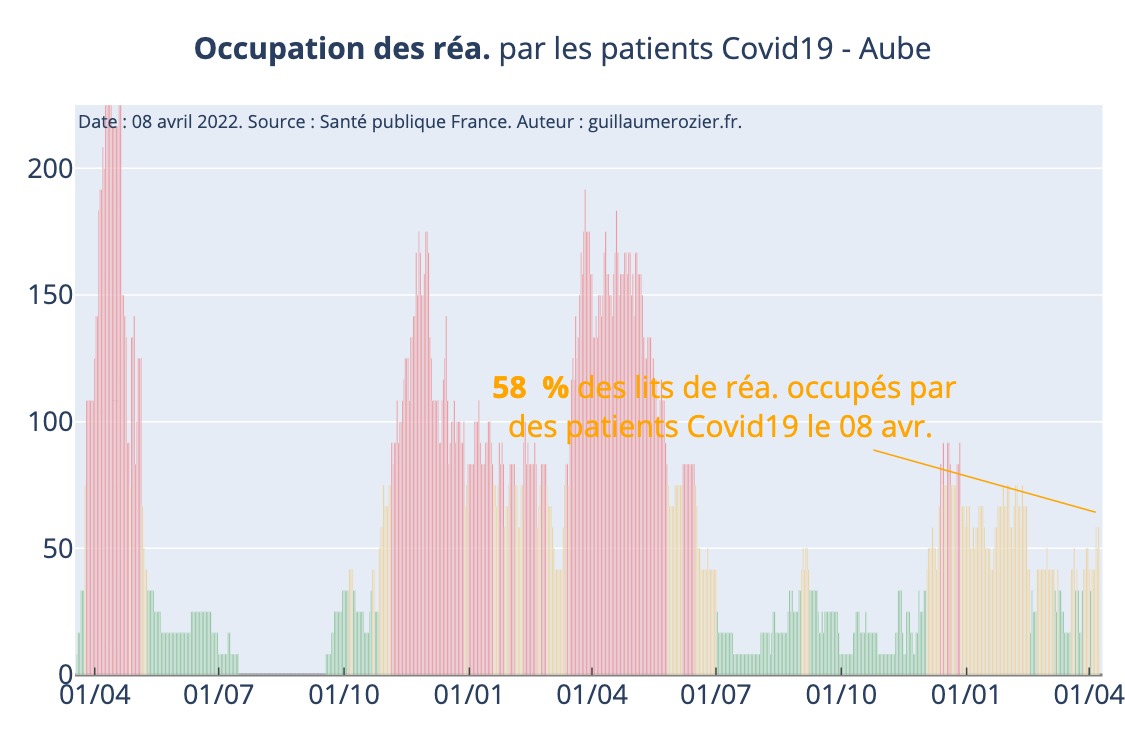 Occupation des réa. par les patients Covid19 - Aube
Date : 08 avril 2022. Source : Santé publique France. Auteur : guillaumerozier.fr.
200
150
58  % des lits de réa. occupés par
des patients Covid19 le 08 avr.
100
50
0
01/04 01/07 01/10 01/01 01/04 01/07 01/10 01/01 01/04